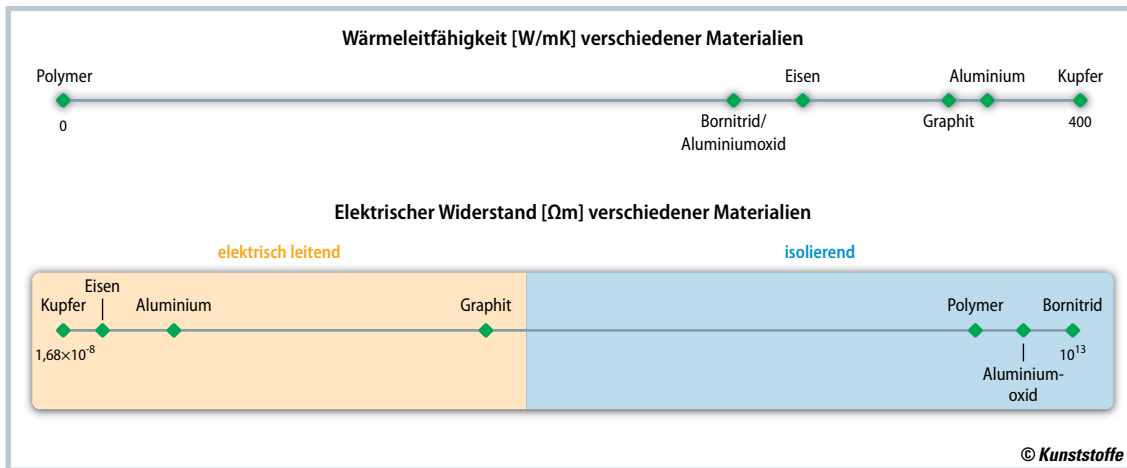 Wärmeleitfähigkeit [W/mK] verschiedener Materialien
Polymer
Eisen
Aluminium
Kupfer
0
Bornitrid/
Aluminiumoxid
Graphit
400
Elektrischer Widerstand [Ωm] verschiedener Materialien
elektrisch leitend
isolierend
Eisen
Kupfer
Aluminium
Graphit
Polymer
Bornitrid
1,68×10⁻⁸
10¹³
Aluminium-
oxid
© Kunststoffe